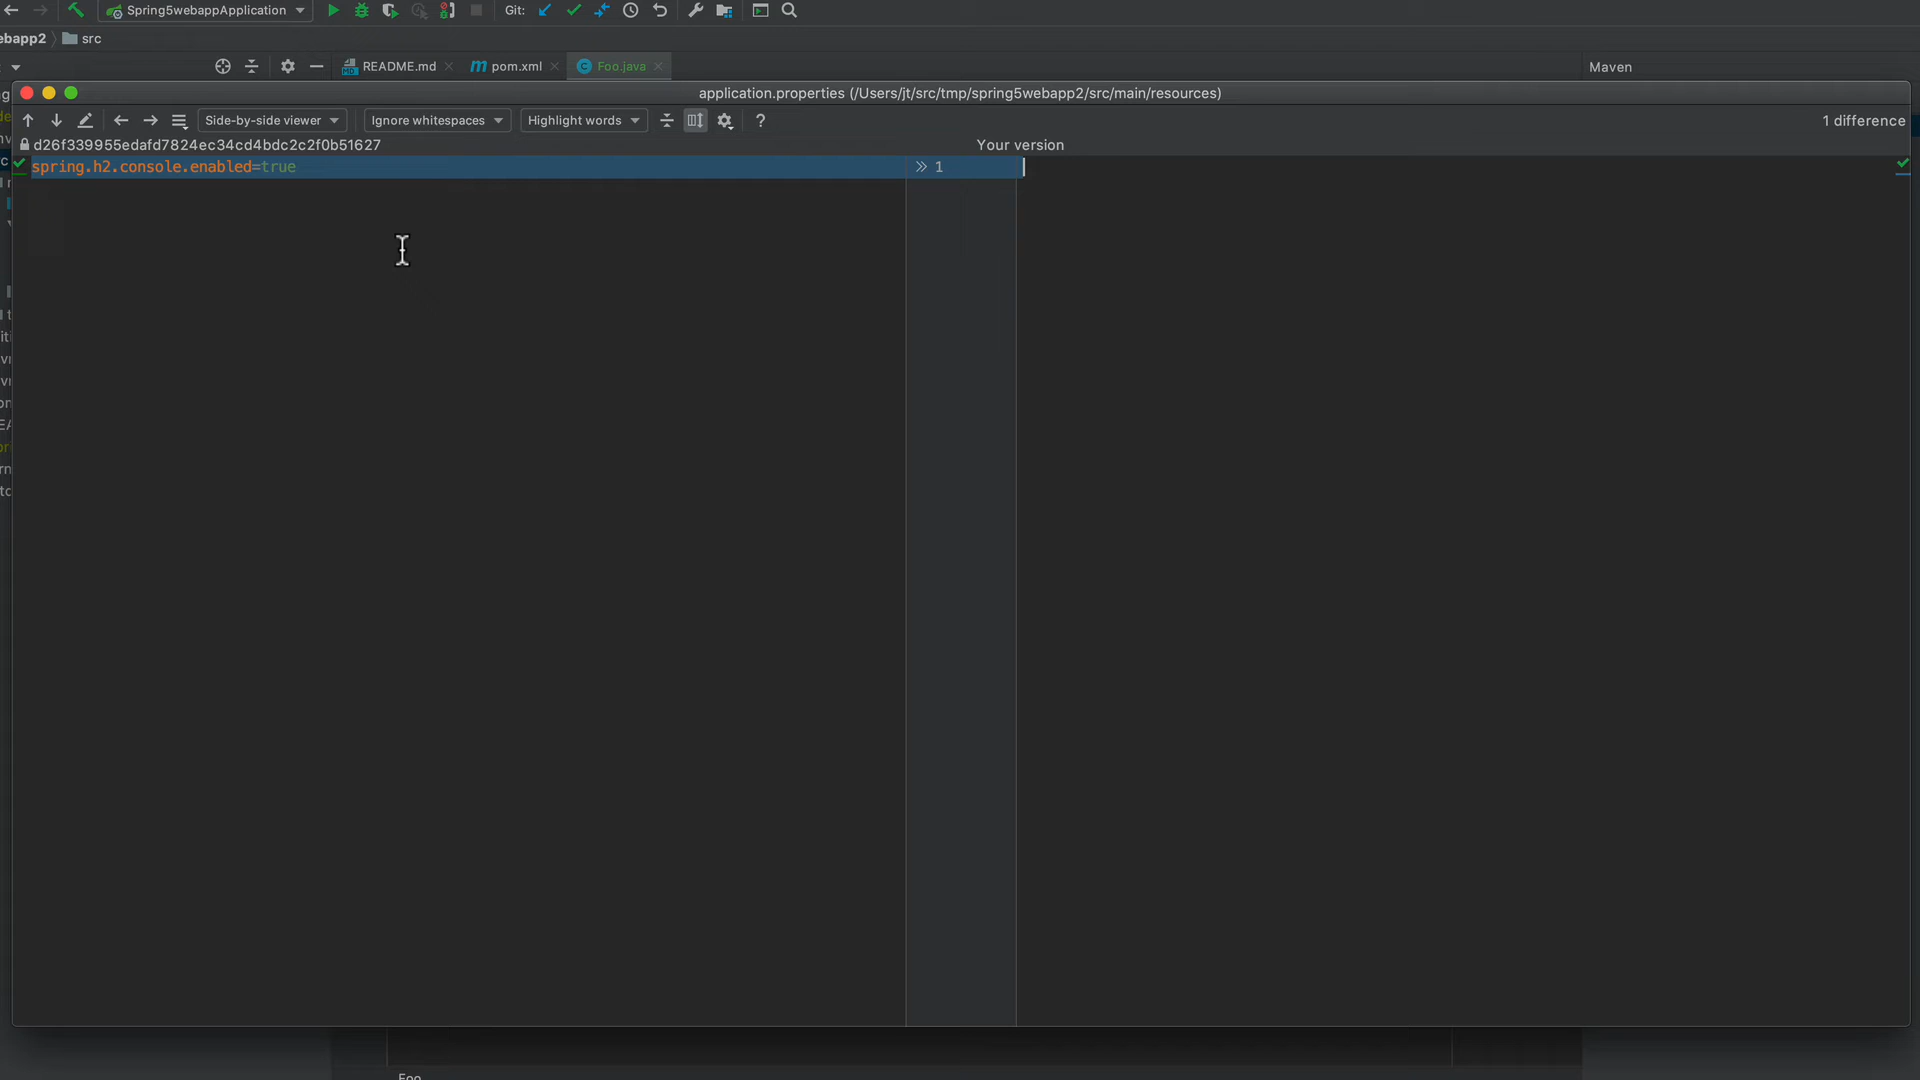 Spring5webappApplication Git:
ebapp2 src
README.md pom.xml Foo.java Maven
application.properties (/Users/jt/src/tmp/spring5webapp2/src/main/resources)
Side-by-side viewer Ignore whitespaces Highlight words ? 1 difference
d26f339955edafd7824ec34cd4bdc2c2f0b51627 Your version
spring.h2.console.enabled=true 1
Foo